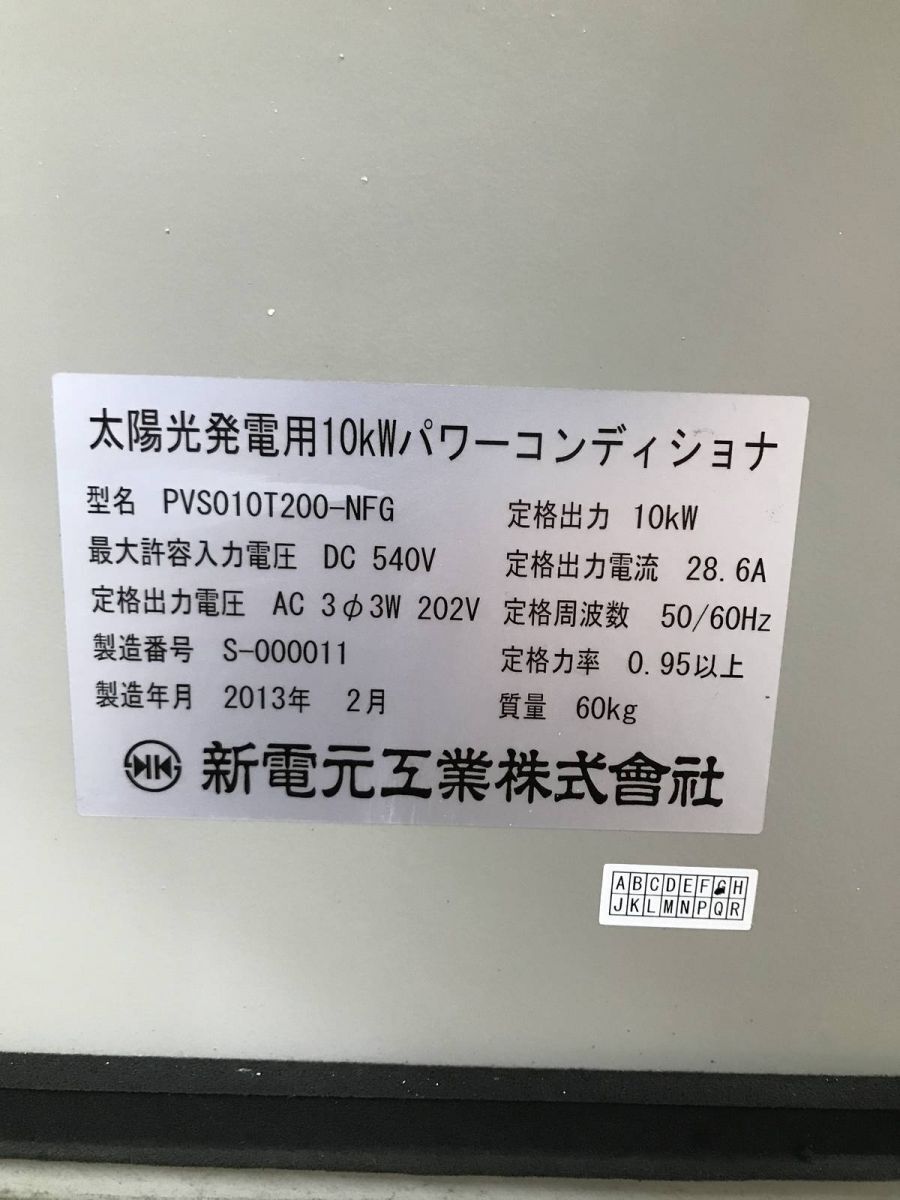 太陽光発電用10kWパワーコンディショナ
型名 PVS010T200-NFG 定格出力 10kW
最大許容入力電圧 DC 540V 定格出力電流 28.6A
定格出力電圧 AC 3φ3W 202V 定格周波数 50/60Hz
製造番号 S-000011 定格力率 0.95以上
製造年月 2013年 2月 質量 60kg
新電元工業株式會社
ABCDEFGH
JKLMNPQR